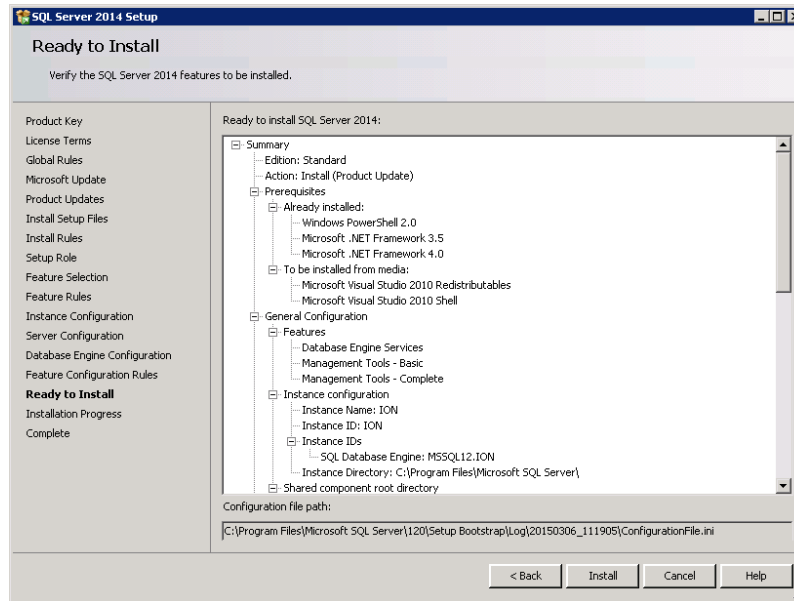 SQL Server 2014 Setup
Ready to Install
Verify the SQL Server 2014 features to be installed.
Product Key
License Terms
Global Rules
Microsoft Update
Product Updates
Install Setup Files
Install Rules
Setup Role
Feature Selection
Feature Rules
Instance Configuration
Server Configuration
Database Engine Configuration
Feature Configuration Rules
Ready to Install
Installation Progress
Complete
Ready to install SQL Server 2014:
Summary
Edition: Standard
Action: Install (Product Update)
Prerequisites
Already installed:
Windows PowerShell 2.0
Microsoft .NET Framework 3.5
Microsoft .NET Framework 4.0
To be installed from media:
Microsoft Visual Studio 2010 Redistributables
Microsoft Visual Studio 2010 Shell
General Configuration
Features
Database Engine Services
Management Tools - Basic
Management Tools - Complete
Instance configuration
Instance Name: ION
Instance ID: ION
Instance IDs
SQL Database Engine: MSSQL12.ION
Instance Directory: C:\Program Files\Microsoft SQL Server\
Shared component root directory
Configuration file path:
C:\Program Files\Microsoft SQL Server\120\Setup Bootstrap\Log\20150306_111905\ConfigurationFile.ini
< Back Install Cancel Help